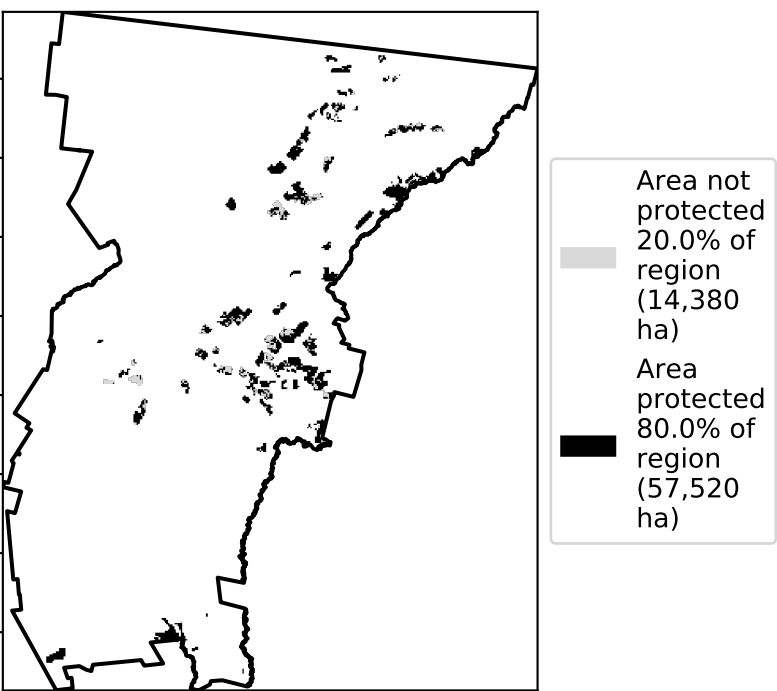 Area not
protected
20.0% of
region
(14,380
ha)
Area
protected
80.0% of
region
(57,520
ha)